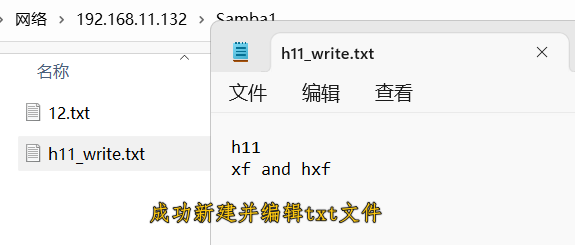 网络 192.168.11.132 Samba1
名称
12.txt
h11_write.txt
h11_write.txt
文件 编辑 查看
h11
xf and hxf
成功新建并编辑txt文件